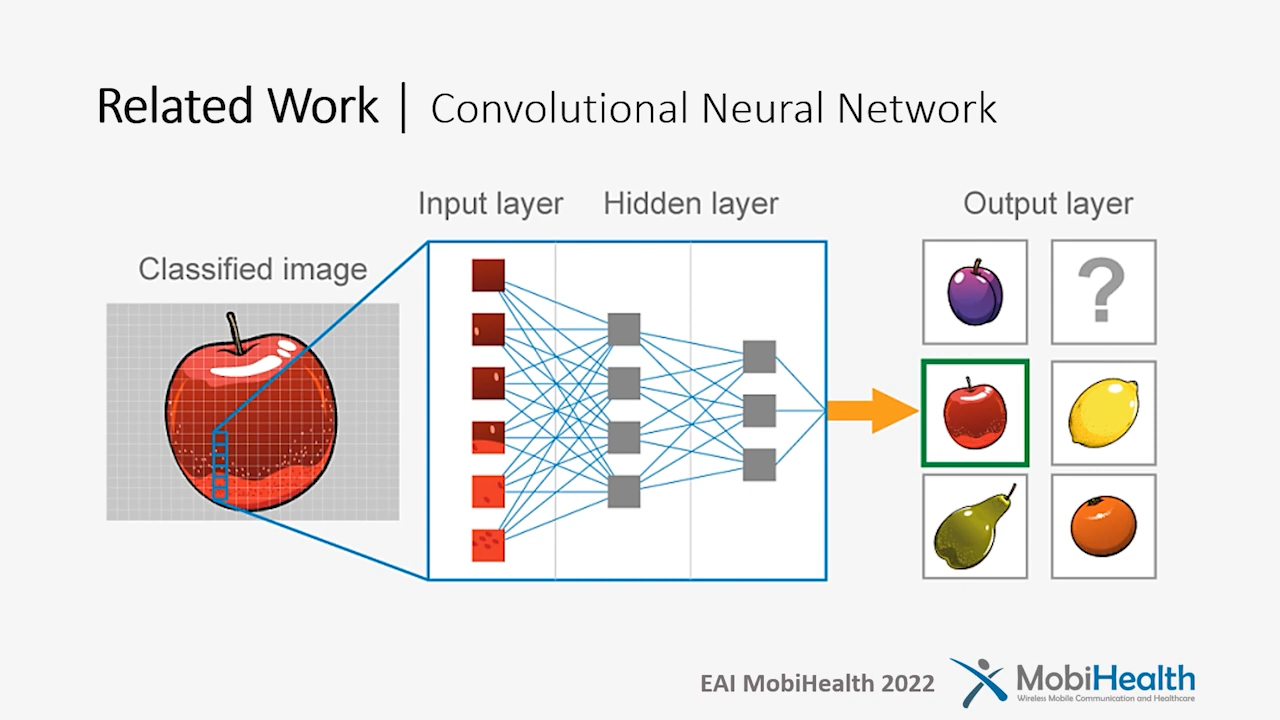 Related Work | Convolutional Neural Network
Input layer
Hidden layer
Output layer
Classified image
?
EAI MobiHealth 2022
MobiHealth
Wireless Mobile Communication and Healthcare